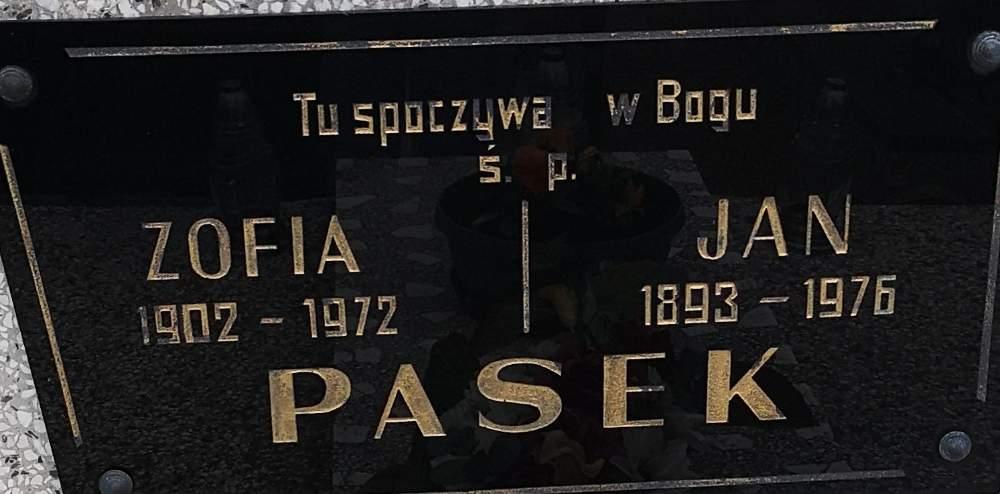 Tu spoczywa w Bogu
ś. p.
ZOFIA JAN
1902 - 1972 1893 - 1976
PASEK